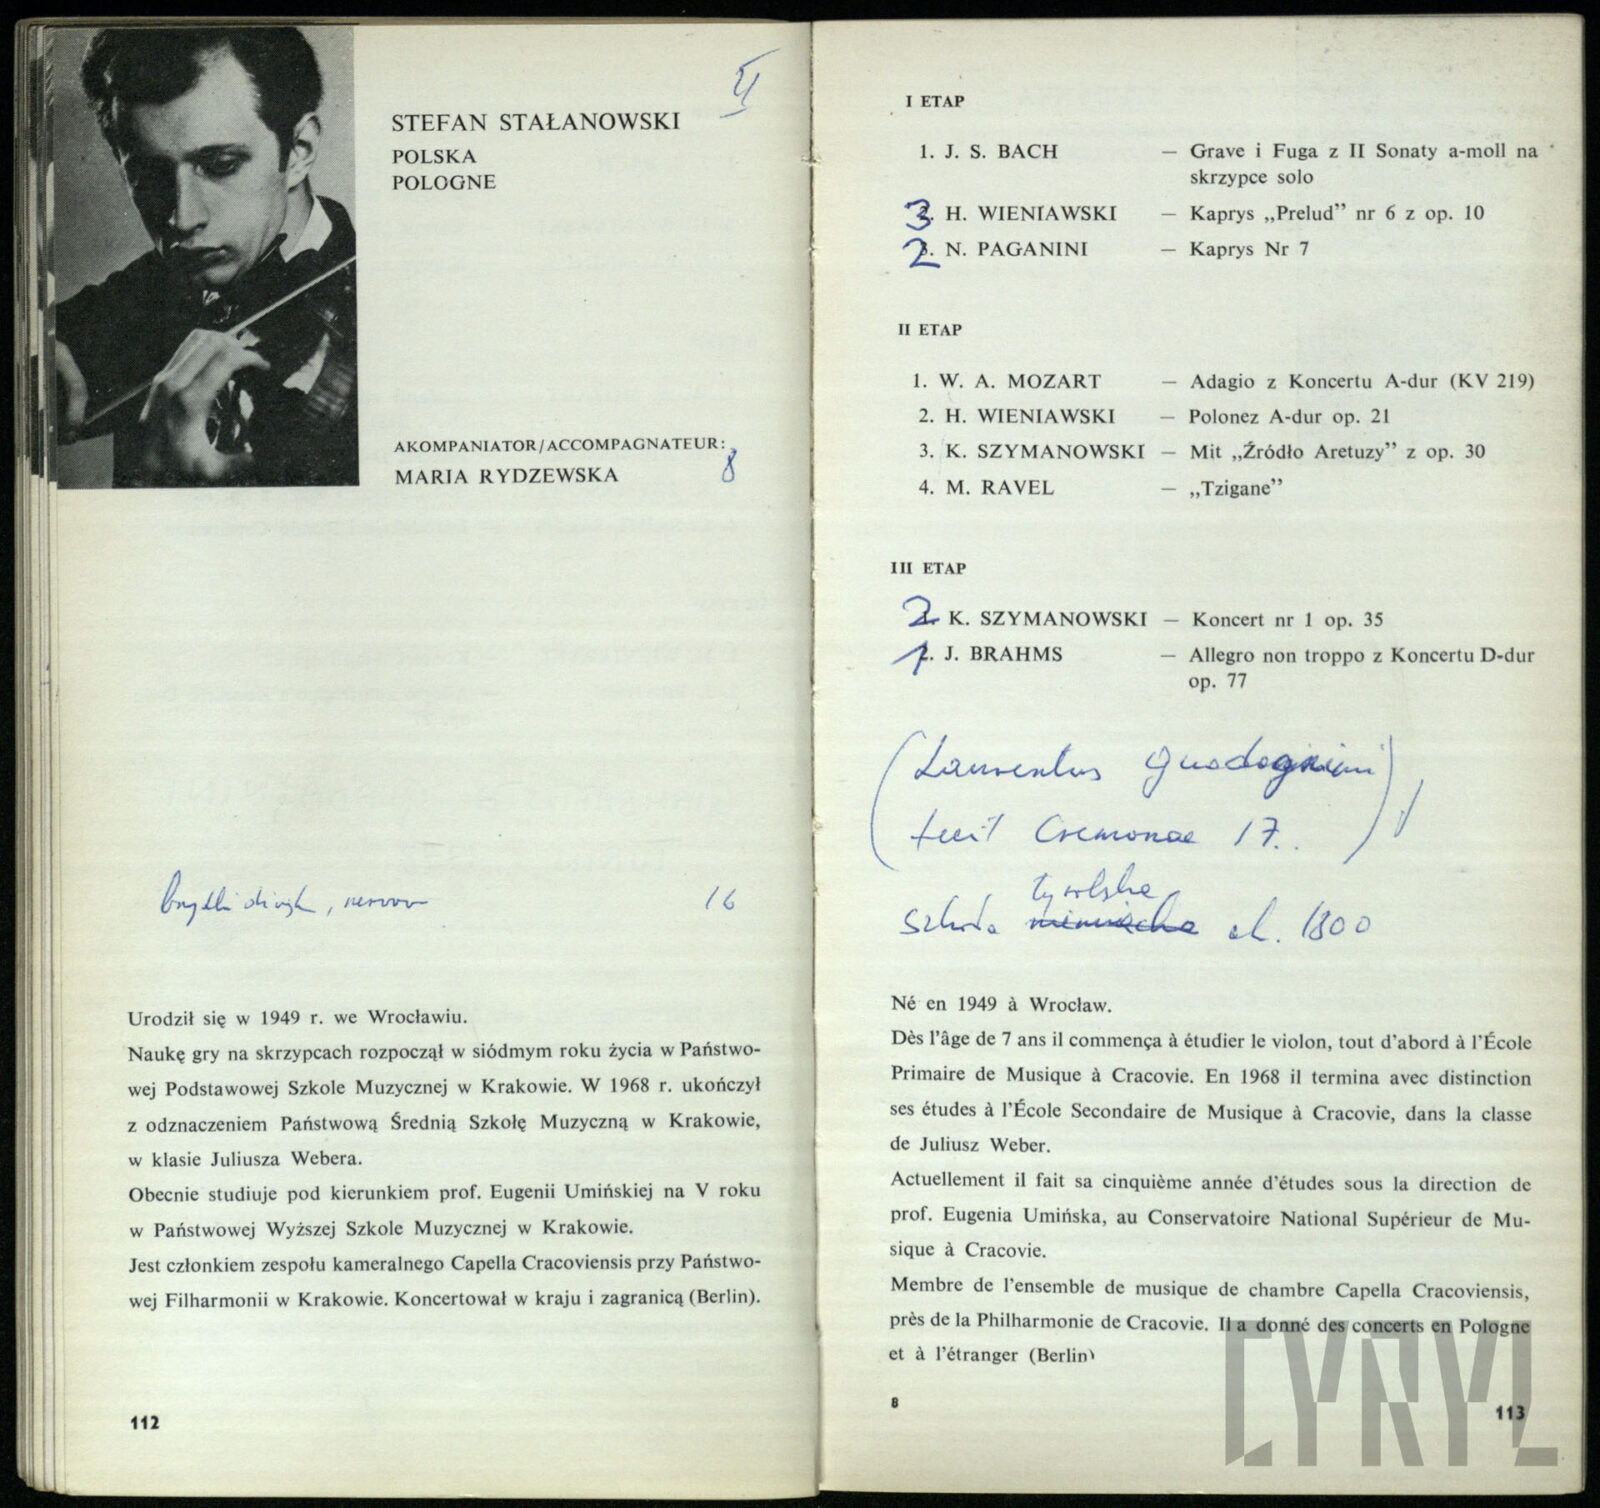 II
STEFAN STAŁANOWSKI
POLSKA
POLOGNE
AKOMPANIATOR/ACCOMPAGNATEUR:
MARIA RYDZEWSKA
8
brzydki dźwięk, nerwowo
16
Urodził się w 1949 r. we Wrocławiu.
Naukę gry na skrzypcach rozpoczął w siódmym roku życia w Państwo-
wej Podstawowej Szkole Muzycznej w Krakowie. W 1968 r. ukończył
z odznaczeniem Państwową Średnią Szkołę Muzyczną w Krakowie,
w klasie Juliusza Webera.
Obecnie studiuje pod kierunkiem prof. Eugenii Umińskiej na V roku
w Państwowej Wyższej Szkole Muzycznej w Krakowie.
Jest członkiem zespołu kameralnego Capella Cracoviensis przy Państwo-
wej Filharmonii w Krakowie. Koncertował w kraju i zagranicą (Berlin).
112
I ETAP
1. J. S. BACH — Grave i Fuga z II Sonaty a-moll na
skrzypce solo
3. H. WIENIAWSKI — Kaprys „Prelud” nr 6 z op. 10
2. N. PAGANINI — Kaprys Nr 7
II ETAP
1. W. A. MOZART — Adagio z Koncertu A-dur (KV 219)
2. H. WIENIAWSKI — Polonez A-dur op. 21
3. K. SZYMANOWSKI — Mit „Źródło Aretuzy” z op. 30
4. M. RAVEL — „Tzigane”
III ETAP
2 K. SZYMANOWSKI — Koncert nr 1 op. 35
1. J. BRAHMS — Allegro non troppo z Koncertu D-dur
op. 77
(Laurentus Guadagnini)
fecit Cremonae 17..
tyrolska
szkoła niemiecka ok. 1800
Né en 1949 à Wrocław.
Dès l’âge de 7 ans il commença à étudier le violon, tout d’abord à l’École
Primaire de Musique à Cracovie. En 1968 il termina avec distinction
ses études à l’École Secondaire de Musique à Cracovie, dans la classe
de Juliusz Weber.
Actuellement il fait sa cinquième année d’études sous la direction de
prof. Eugenia Umińska, au Conservatoire National Supérieur de Mu-
sique à Cracovie.
Membre de l’ensemble de musique de chambre Capella Cracoviensis,
près de la Philharmonie de Cracovie. Il a donné des concerts en Pologne
et à l’étranger (Berlin)
8
113
CYRYL